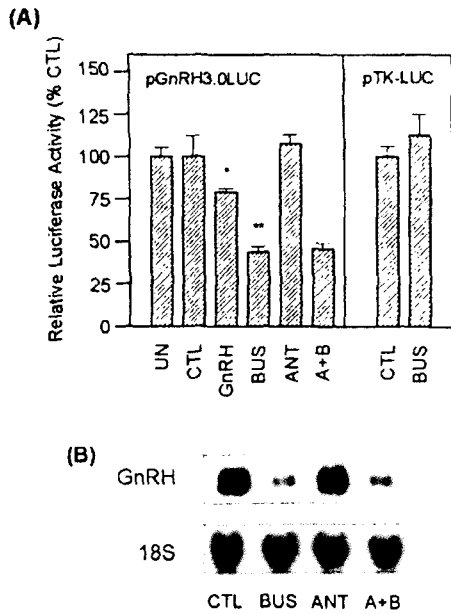 (A)
Relative Luciferase Activity (% CTL)
150
125
100
75
50
25
0
pGnRH3.0LUC
pTK-LUC
*
**
UN
CTL
GnRH
BUS
ANT
A+B
CTL
BUS
(B)
GnRH
18S
CTL BUS ANT A+B